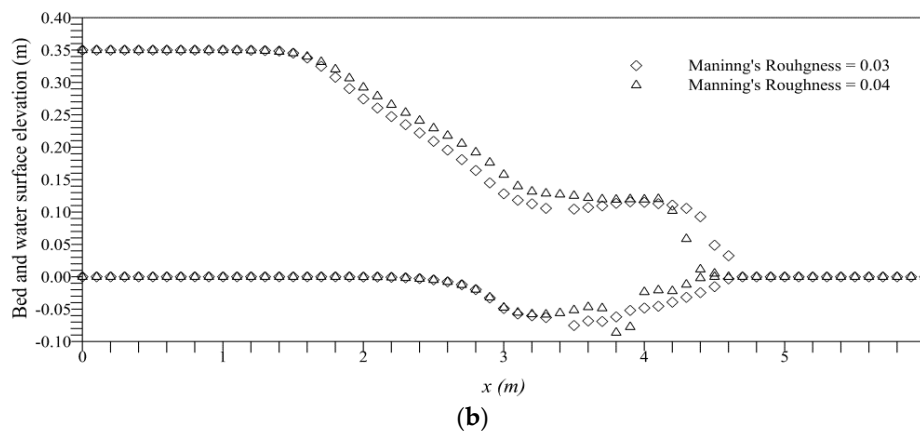 0.40
0.35
0.30
0.25
0.20
0.15
0.10
0.05
0.00
-0.05
-0.10
Bed and water surface elevation (m)
Maninng's Rouhgness = 0.03
Manning's Roughness = 0.04
0 1 2 3 4 5
x (m)
(b)